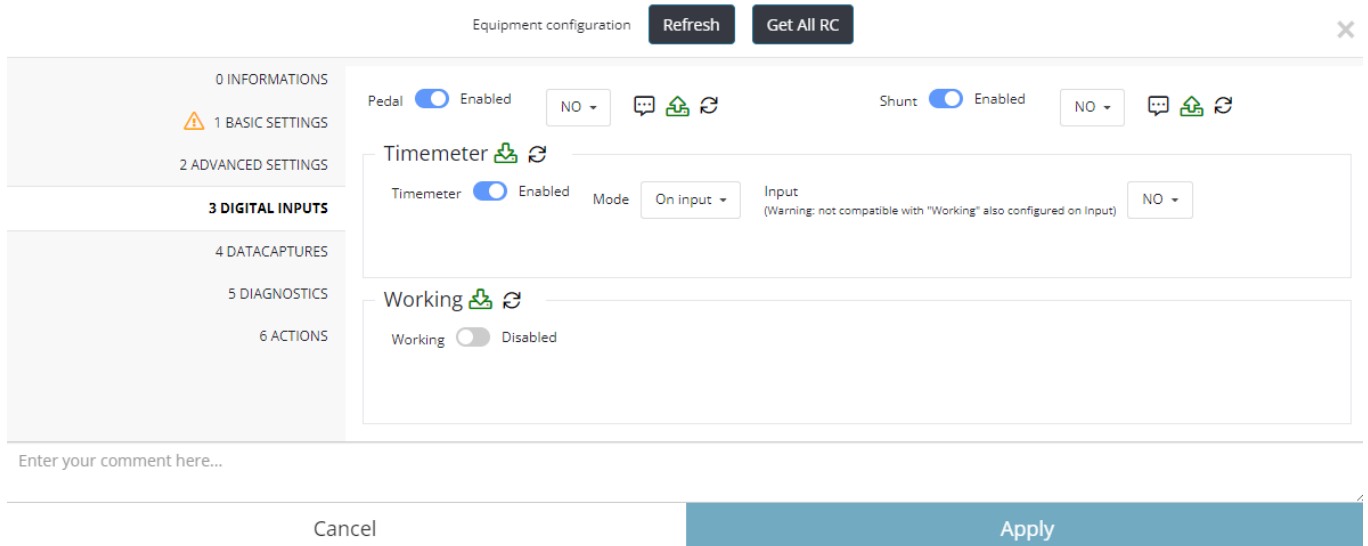 Equipment configuration Refresh Get All RC
0 INFORMATIONS
1 BASIC SETTINGS
2 ADVANCED SETTINGS
3 DIGITAL INPUTS
4 DATACAPTURES
5 DIAGNOSTICS
6 ACTIONS
Pedal Enabled NO Shunt Enabled NO
Timemeter
Timemeter Enabled Mode On input Input NO
(Warning: not compatible with "Working" also configured on Input)
Working
Working Disabled
Enter your comment here...
Cancel Apply